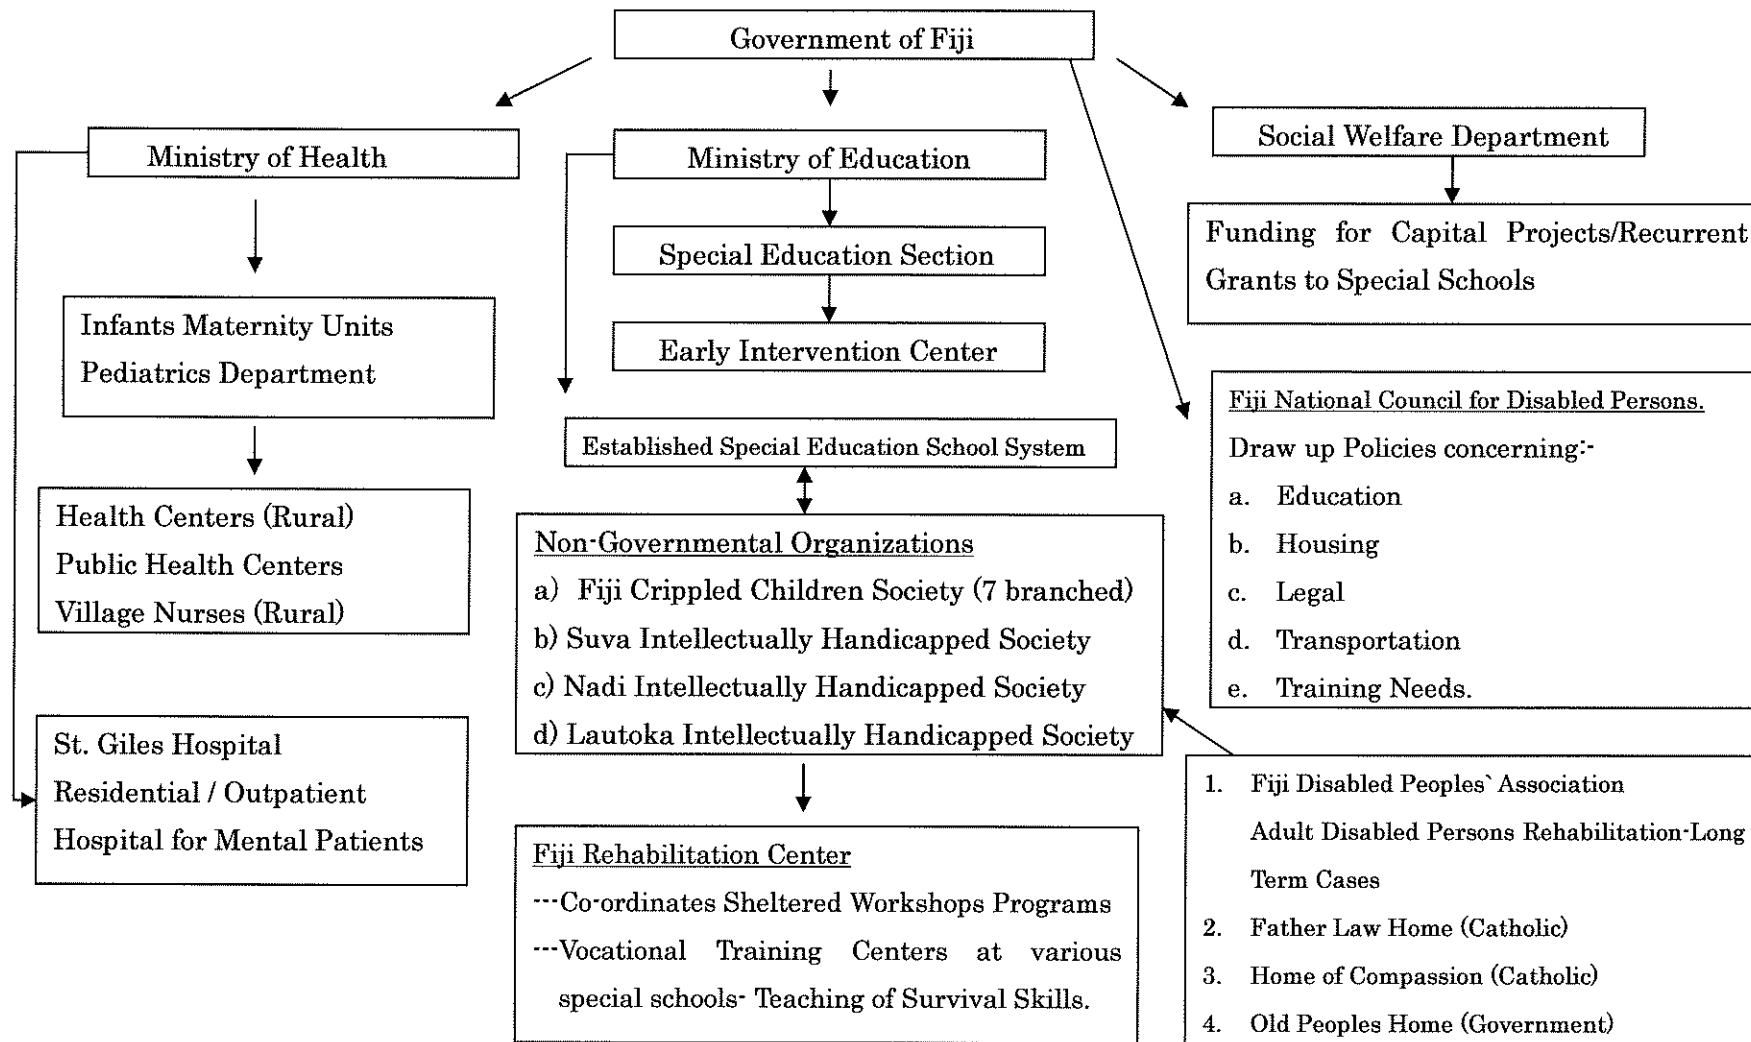 Government of Fiji
Ministry of Health
Ministry of Education
Social Welfare Department
Special Education Section
Funding for Capital Projects/Recurrent
Grants to Special Schools
Infants Maternity Units
Pediatrics Department
Early Intervention Center
Fiji National Council for Disabled Persons.
Draw up Policies concerning:-
a. Education
b. Housing
c. Legal
d. Transportation
e. Training Needs.
Established Special Education School System
Health Centers (Rural)
Public Health Centers
Village Nurses (Rural)
Non-Governmental Organizations
a) Fiji Crippled Children Society (7 branched)
b) Suva Intellectually Handicapped Society
c) Nadi Intellectually Handicapped Society
d) Lautoka Intellectually Handicapped Society
St. Giles Hospital
Residential / Outpatient
Hospital for Mental Patients
Fiji Rehabilitation Center
---Co-ordinates Sheltered Workshops Programs
---Vocational Training Centers at various
special schools- Teaching of Survival Skills.
1. Fiji Disabled Peoples` Association
Adult Disabled Persons Rehabilitation-Long
Term Cases
2. Father Law Home (Catholic)
3. Home of Compassion (Catholic)
4. Old Peoples Home (Government)